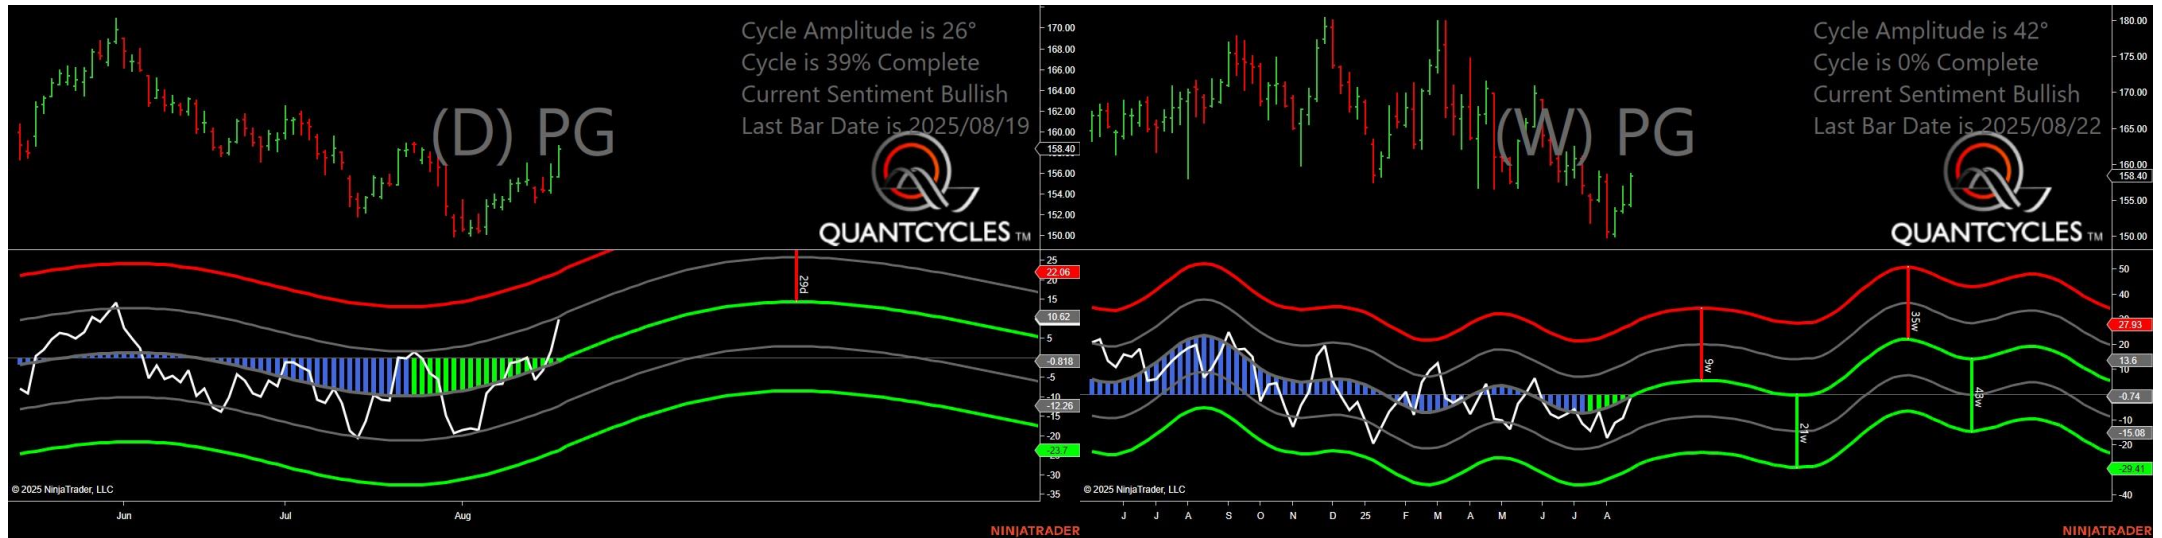 Cycle Amplitude is 26°
Cycle is 39% Complete
Current Sentiment Bullish
Last Bar Date is 2025/08/19
(D) PG
QUANTCYCLES TM
170.00
168.00
166.00
164.00
162.00
160.00
158.40
156.00
154.00
152.00
150.00
25
22.06
20
15
10.62
5
-0.818
-5
-10
-12.26
-15
-20
-23.7
-30
-35
29d
© 2025 NinjaTrader, LLC
Jun Jul Aug
NINJATRADER
Cycle Amplitude is 42°
Cycle is 0% Complete
Current Sentiment Bullish
Last Bar Date is 2025/08/22
(W) PG
QUANTCYCLES TM
180.00
175.00
170.00
165.00
160.00
158.40
155.00
150.00
50
40
27.93
20
13.6
10
-0.74
-10
-15.08
-20
-29.41
-40
9w
21w
35w
43w
© 2025 NinjaTrader, LLC
J J A S O N D 25 F M A M J J A
NINJATRADER